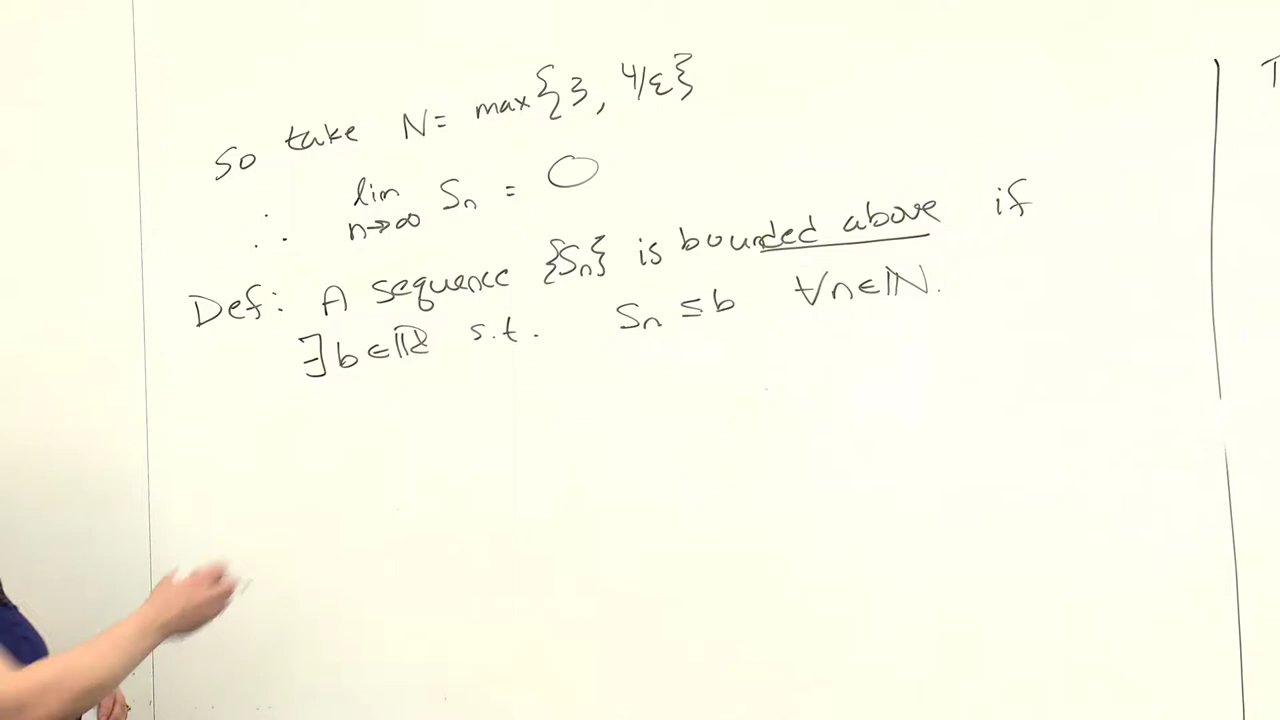 So take N= max{3, 4/ε}
∴ lim n→∞ Sn = 0
Def: A sequence {Sn} is bounded above if
∃ b∈ℝ s.t. Sn ≤ b ∀n∈ℕ.
T